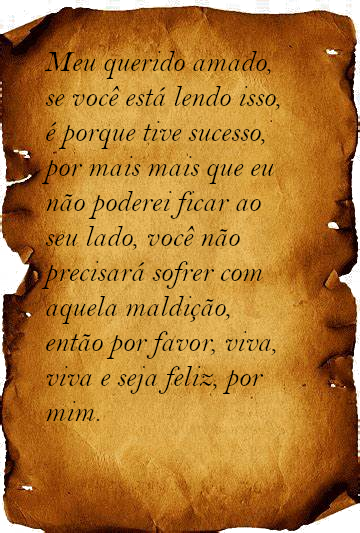 Meu querido amado,
se você está lendo isso,
é porque tive sucesso,
por mais mais que eu
não poderei ficar ao
seu lado, você não
precisará sofrer com
aquela maldição,
então por favor, viva,
viva e seja feliz, por
mim.